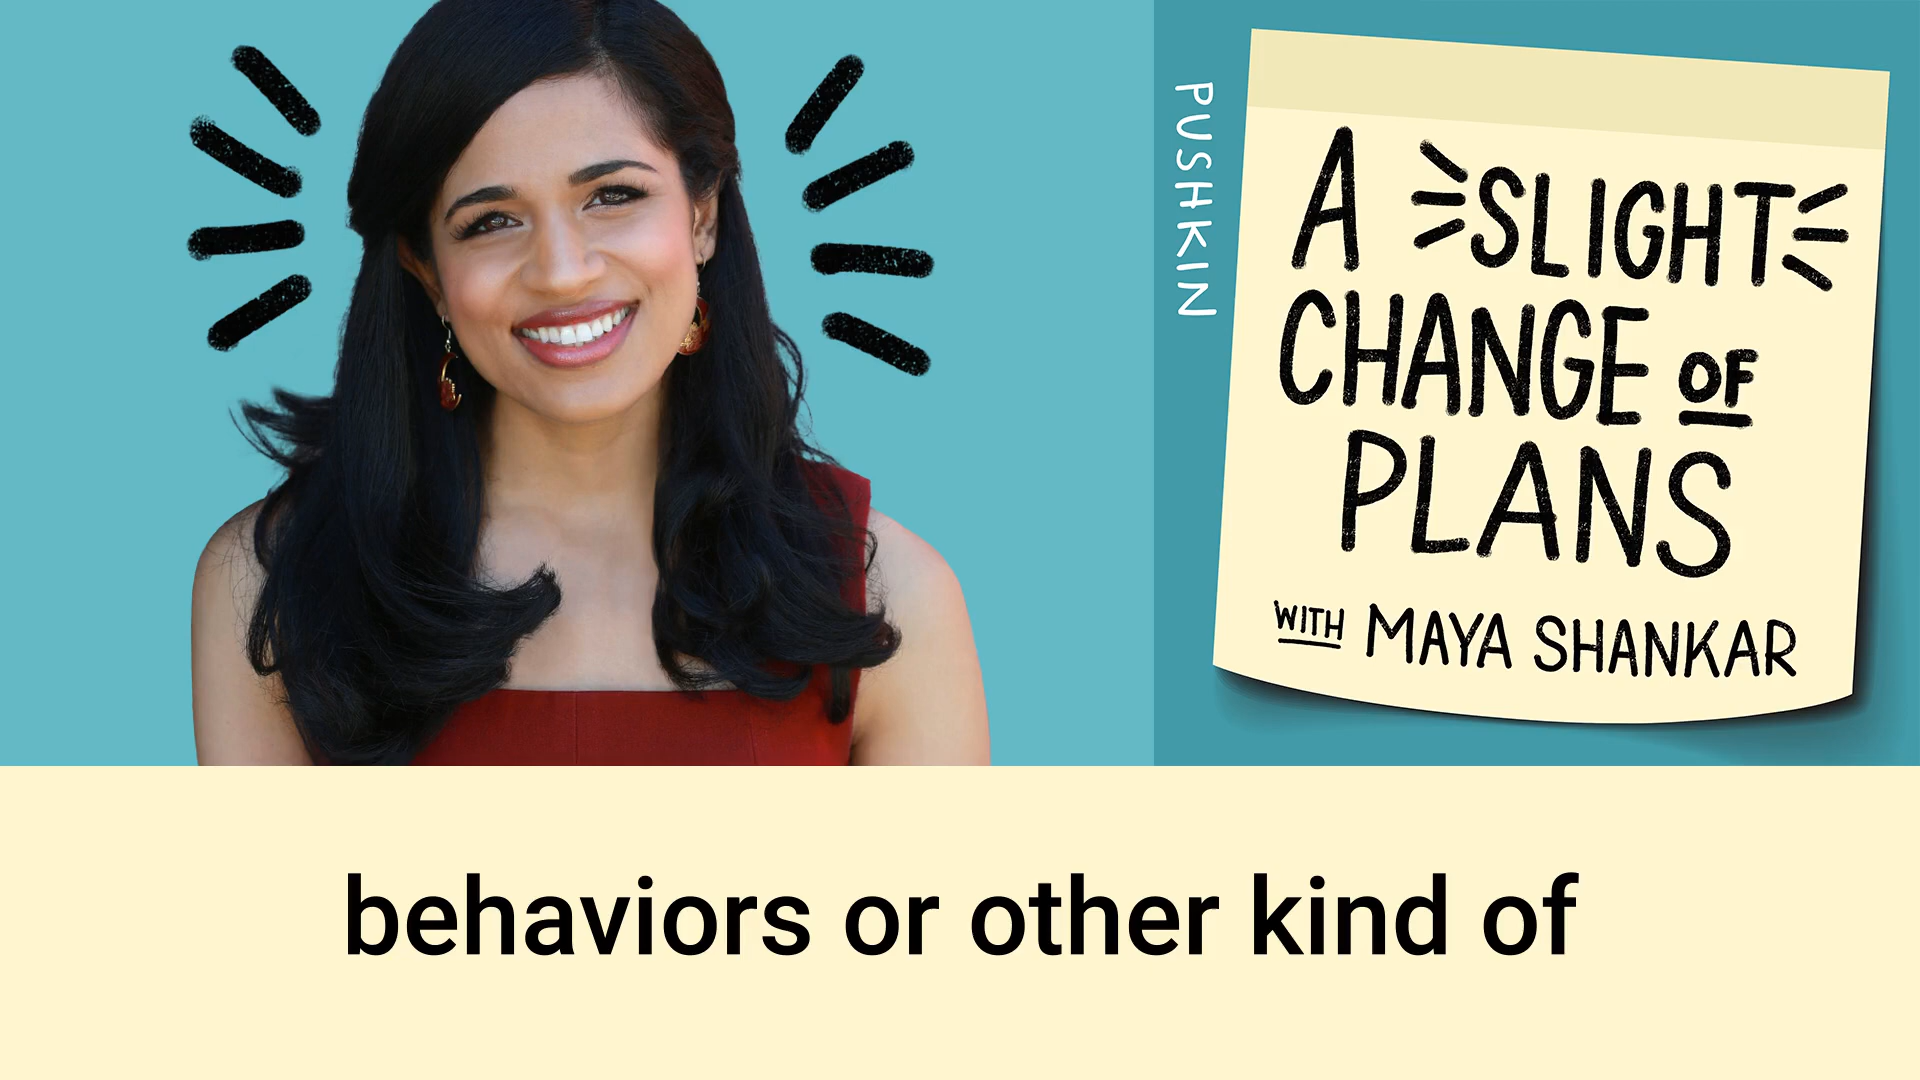 PUSHKIN
A SLIGHT
CHANGE OF
PLANS
WITH MAYA SHANKAR
behaviors or other kind of